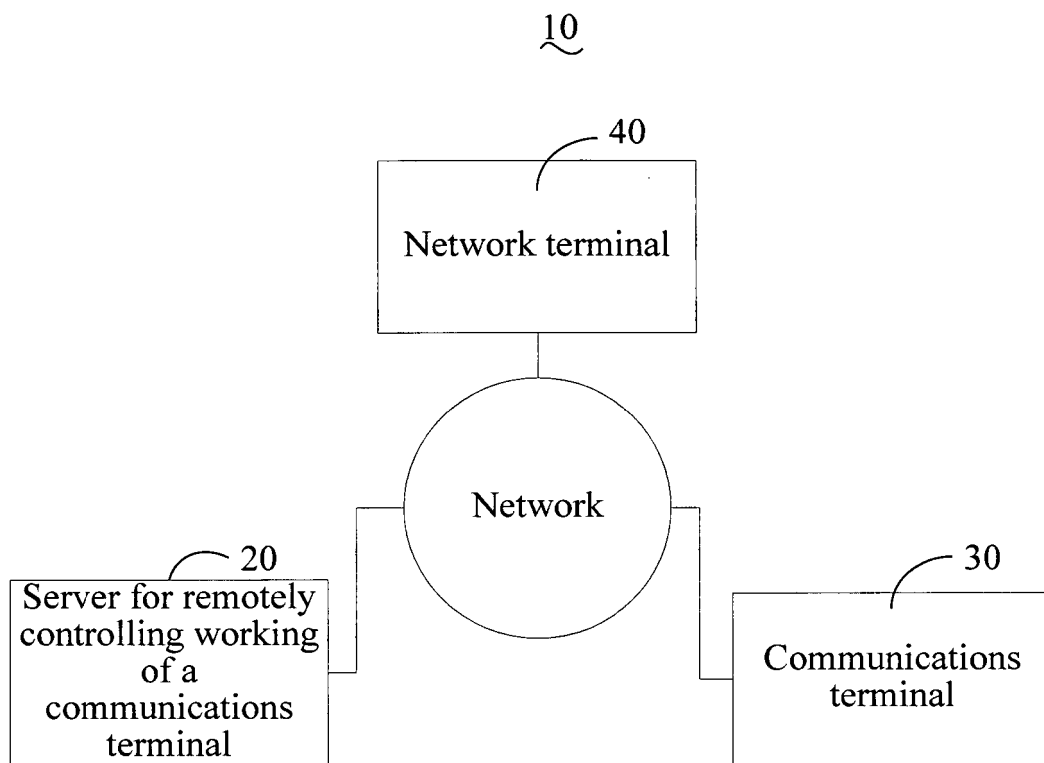 10
40
Network terminal
Network
20
Server for remotely
controlling working
of a
communications
terminal
30
Communications
terminal